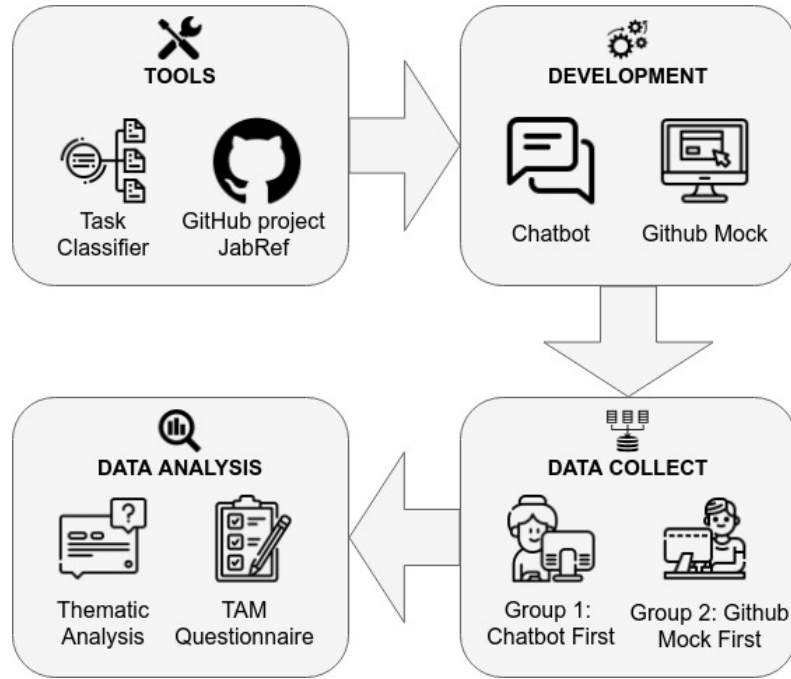 TOOLS
Task
Classifier
GitHub project
JabRef
DEVELOPMENT
Chatbot
Github Mock
DATA COLLECT
Group 1:
Chatbot First
Group 2: Github
Mock First
DATA ANALYSIS
?
Thematic
Analysis
TAM
Questionnaire